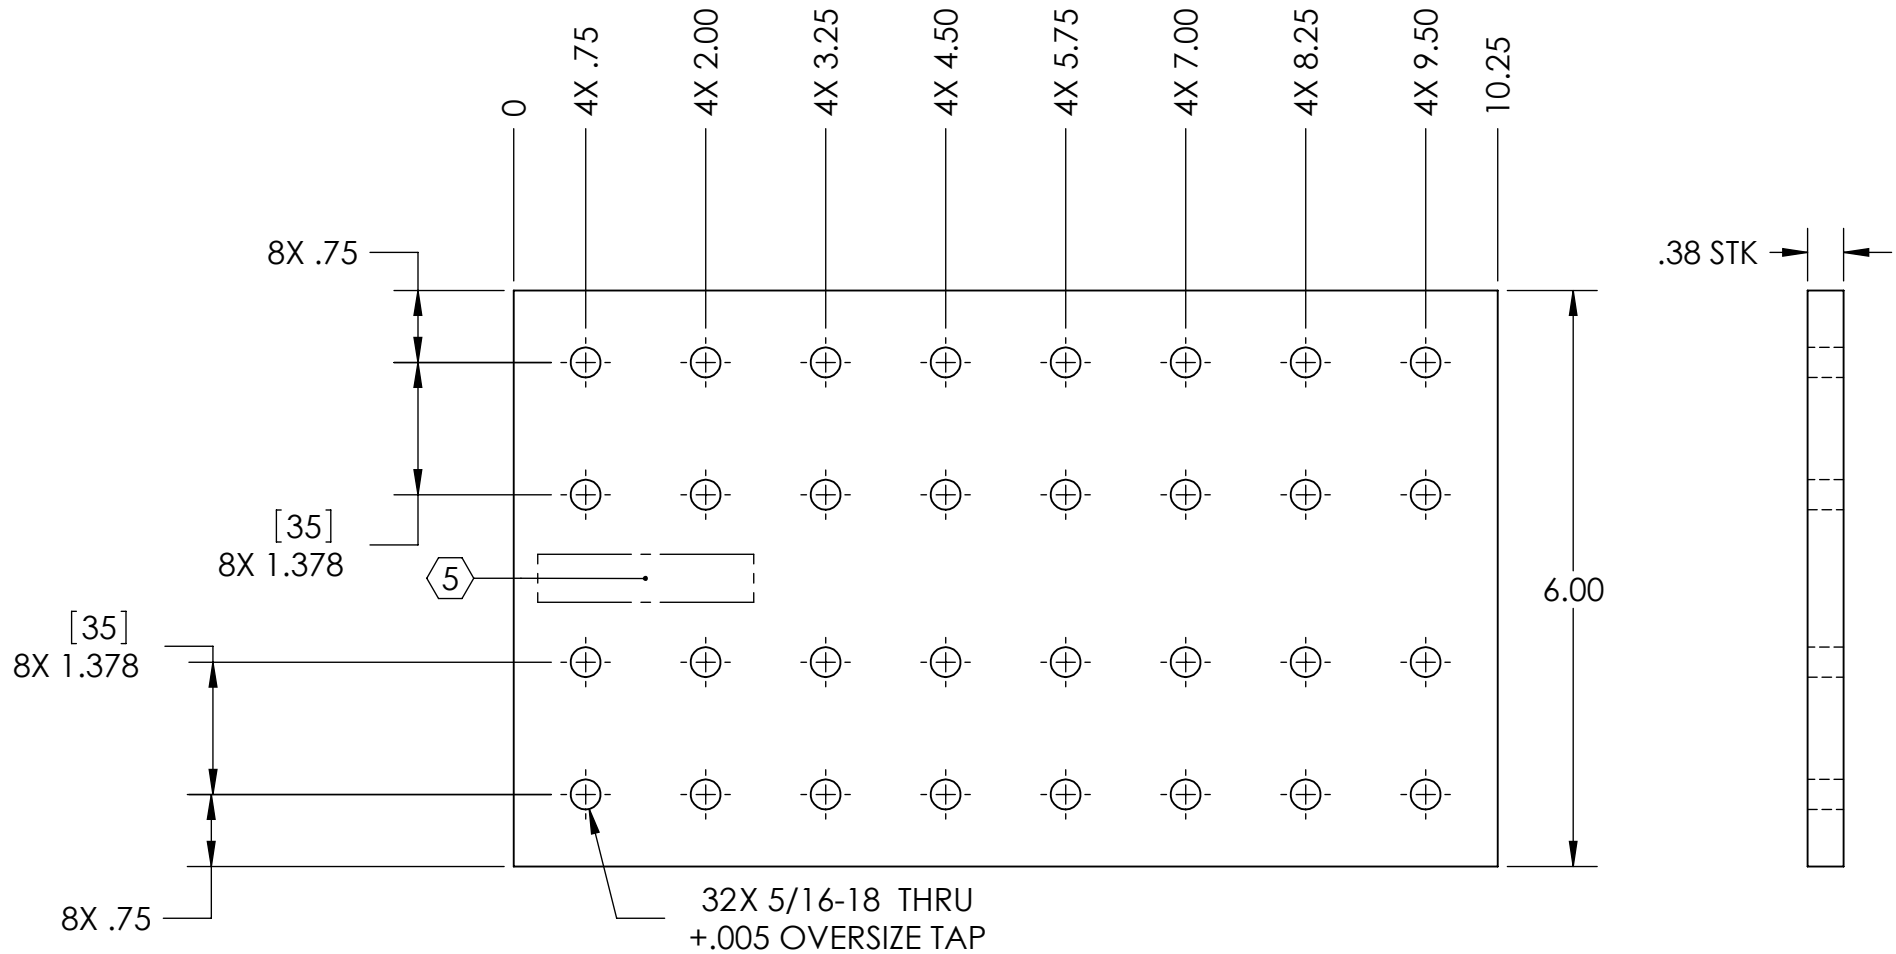 0
4X .75
4X 2.00
4X 3.25
4X 4.50
4X 5.75
4X 7.00
4X 8.25
4X 9.50
10.25
8X .75
.38 STK
[35]
8X 1.378
5
6.00
[35]
8X 1.378
8X .75
32X 5/16-18 THRU
+.005 OVERSIZE TAP